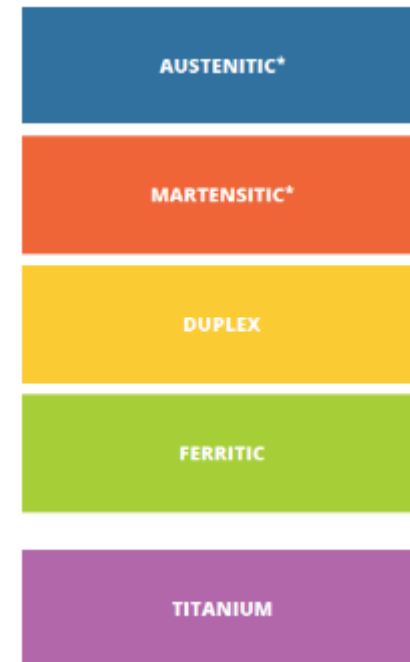 AUSTENITIC*
MARTENSITIC*
DUPLEX
FERRITIC
TITANIUM